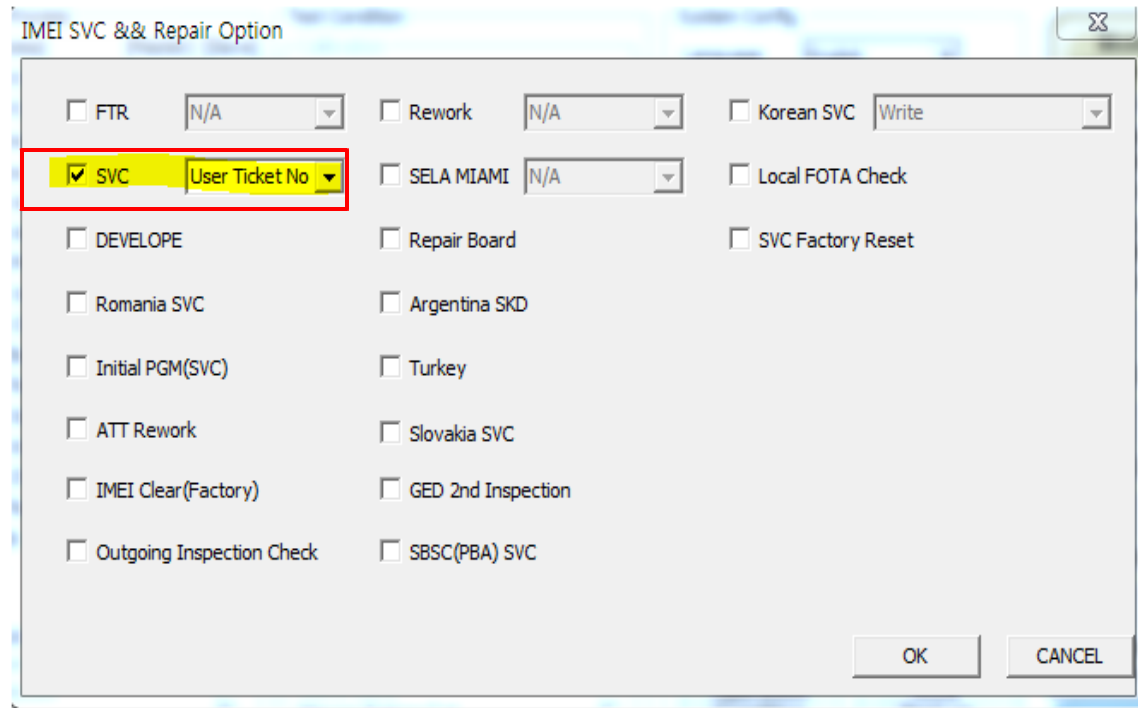 IMEI SVC && Repair Option
FTR N/A Rework N/A Korean SVC Write
SVC User Ticket No SELA MIAMI N/A Local FOTA Check
DEVELOPE Repair Board SVC Factory Reset
Romania SVC Argentina SKD
Initial PGM(SVC) Turkey
ATT Rework Slovakia SVC
IMEI Clear(Factory) GED 2nd Inspection
Outgoing Inspection Check SBSC(PBA) SVC
OK CANCEL